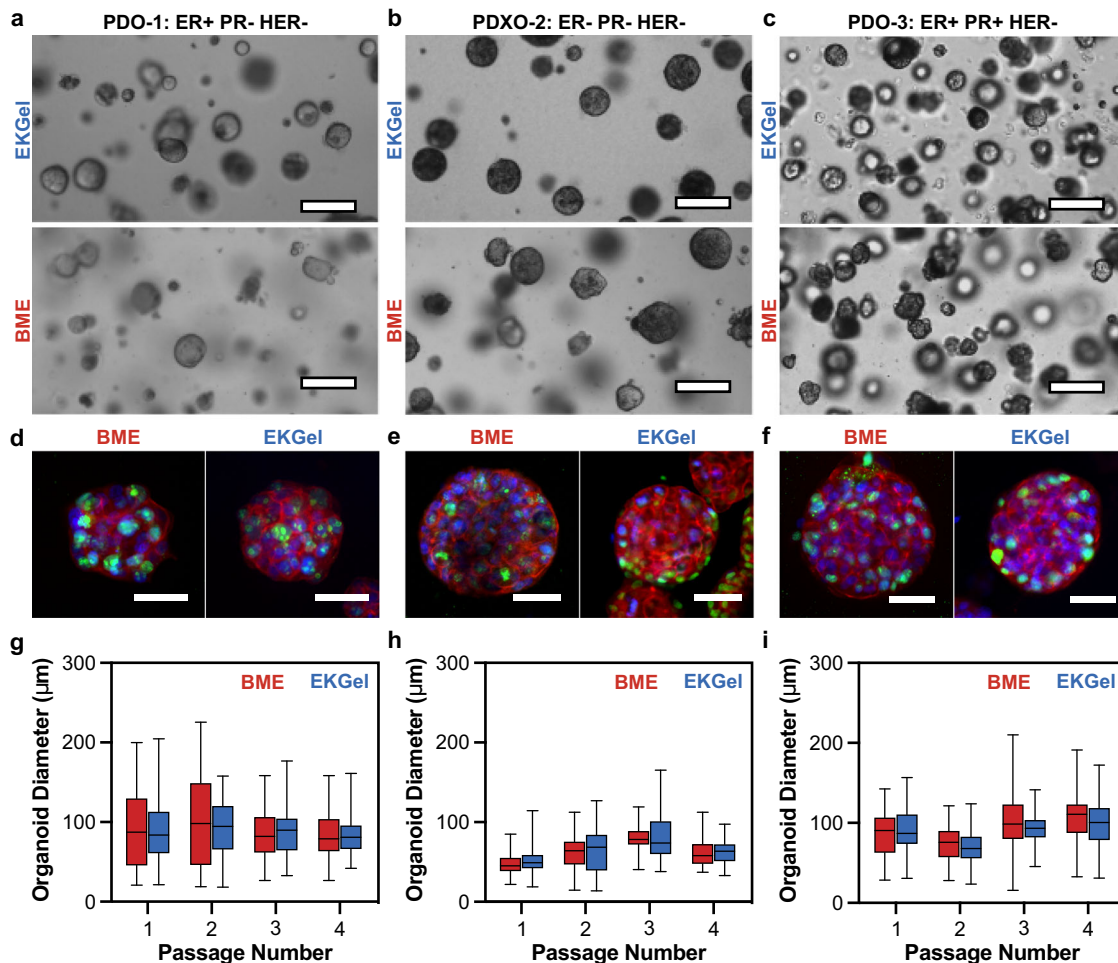 a PDO-1: ER+ PR- HER-
b PDXO-2: ER- PR- HER-
c PDO-3: ER+ PR+ HER-
EKGel
EKGel
EKGel
BME
BME
BME
d BME EKGel
e BME EKGel
f BME EKGel
g
Organoid Diameter (μm)
300
200
100
0
BME EKGel
1 2 3 4
Passage Number
h
Organoid Diameter (μm)
300
200
100
0
BME EKGel
1 2 3 4
Passage Number
i
Organoid Diameter (μm)
300
200
100
0
BME EKGel
1 2 3 4
Passage Number